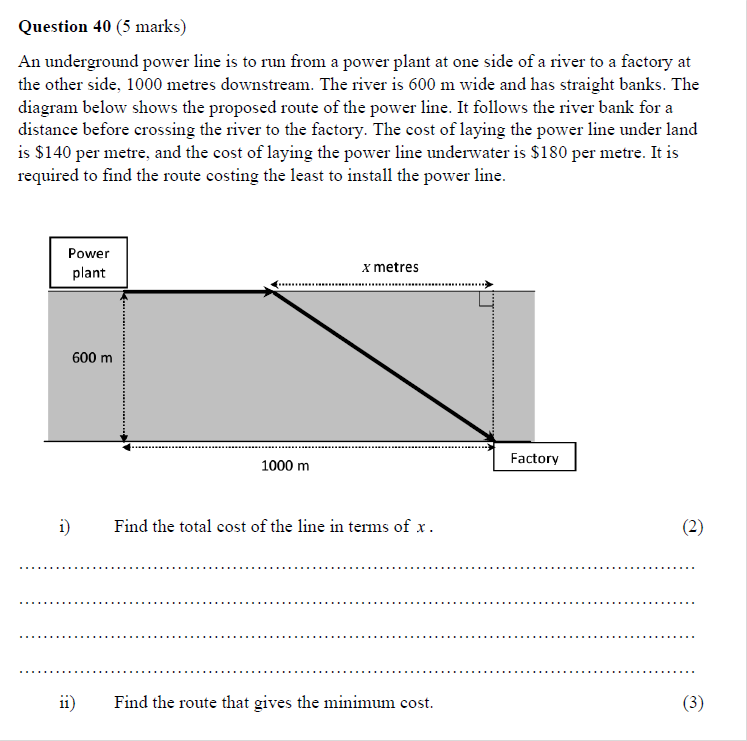 Question 40 (5 marks)
An underground power line is to run from a power plant at one side of a river to a factory at
the other side, 1000 metres downstream. The river is 600 m wide and has straight banks. The
diagram below shows the proposed route of the power line. It follows the river bank for a
distance before crossing the river to the factory. The cost of laying the power line under land
is $140 per metre, and the cost of laying the power line underwater is $180 per metre. It is
required to find the route costing the least to install the power line.
Power
plant
x metres
600 m
1000 m
Factory
i) Find the total cost of the line in terms of x. (2)
ii) Find the route that gives the minimum cost. (3)